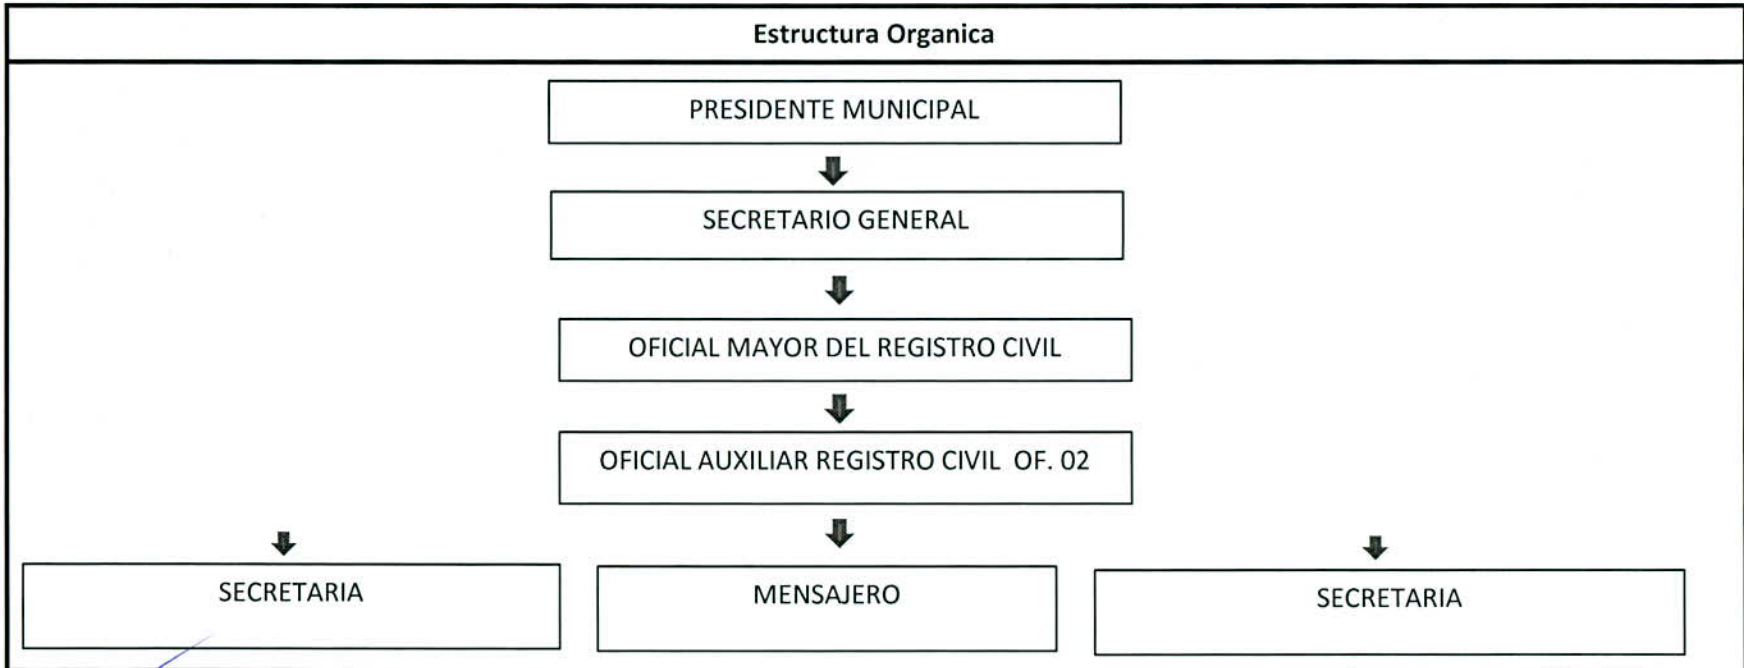 Estructura Organica
PRESIDENTE MUNICIPAL
SECRETARIO GENERAL
OFICIAL MAYOR DEL REGISTRO CIVIL
OFICIAL AUXILIAR REGISTRO CIVIL  OF. 02
SECRETARIA
MENSAJERO
SECRETARIA